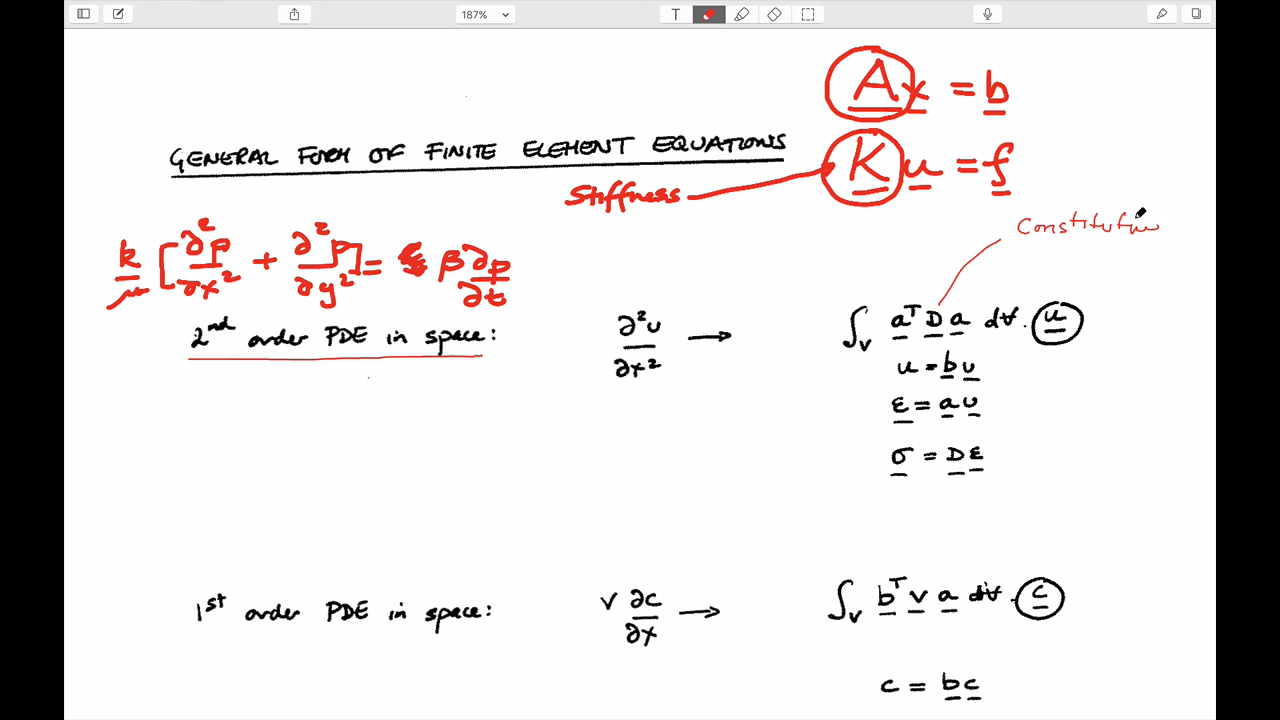 187%
T
A x = b
GENERAL FORM OF FINITE ELEMENT EQUATIONS
K u = f
Stiffness
Constitutive
k/μ [∂²p/∂x² + ∂²p/∂y²] = β ∂p/∂t
2nd order PDE in space: ∂²u/∂x² → ∫V aᵀ D a dV. u
u = b u
ε = a u
σ = D ε
1st order PDE in space: v ∂c/∂x → ∫V bᵀ v a dV. c
c = b c